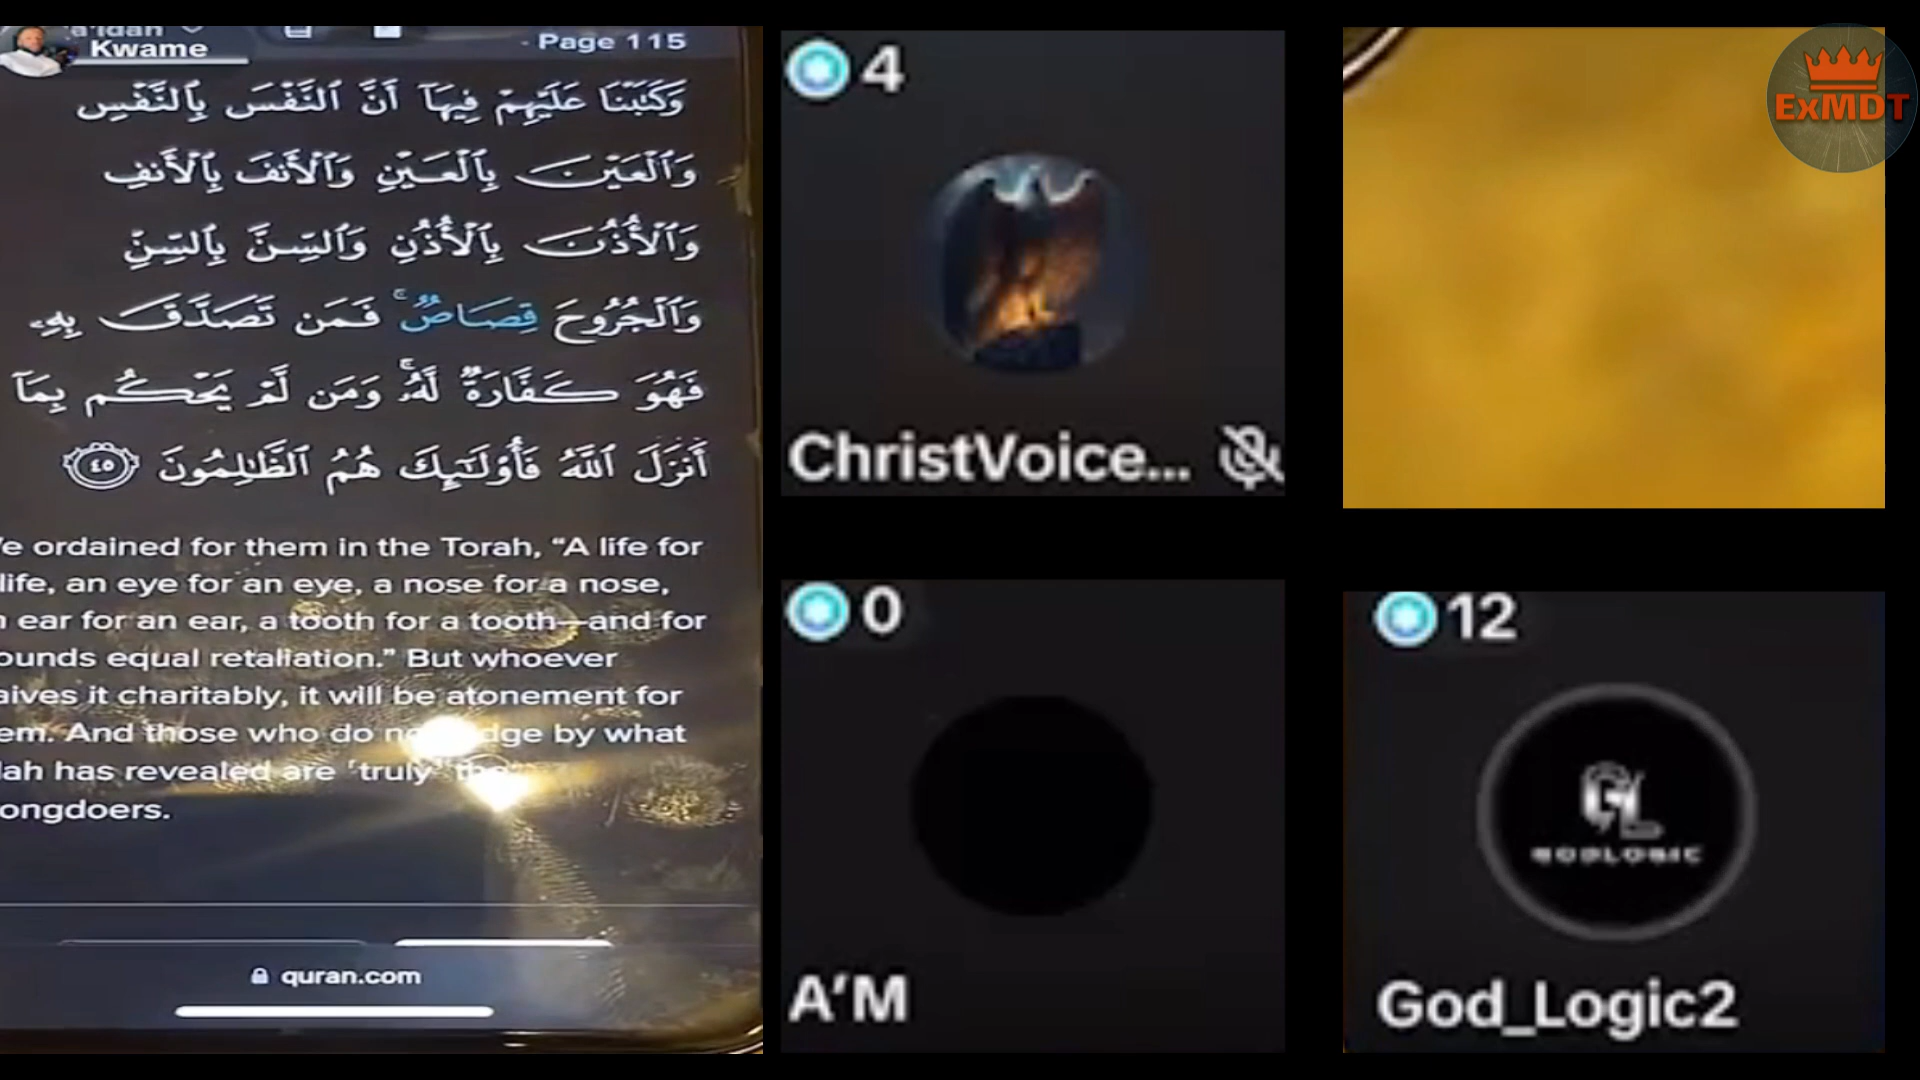 Kwame
- Page 115
وَكَتَبْنَا عَلَيْهِمْ فِيهَآ أَنَّ ٱلنَّفْسَ بِٱلنَّفْسِ
وَٱلْعَيْنَ بِٱلْعَيْنِ وَٱلْأَنفَ بِٱلْأَنفِ
وَٱلْأُذُنَ بِٱلْأُذُنِ وَٱلسِّنَّ بِٱلسِّنِّ
وَٱلْجُرُوحَ قِصَاصٌۭ ۚ فَمَن تَصَدَّقَ بِهِۦ
فَهُوَ كَفَّارَةٌۭ لَّهُۥ ۚ وَمَن لَّمْ يَحْكُم بِمَآ
أَنزَلَ ٱللَّهُ فَأُو۟لَـٰٓئِكَ هُمُ ٱلظَّـٰلِمُونَ ٤٥
ordained for them in the Torah, “A life for
life, an eye for an eye, a nose for a nose,
ear for an ear, a tooth for a tooth—and for
ounds equal retaliation.” But whoever
aives it charitably, it will be atonement for
em. And those who do dge by what
lah has revealed are ˹truly˺
ongdoers.
quran.com
4
ChristVoice...
0
A’M
ExMDT
12
GODLOGIC
God_Logic2